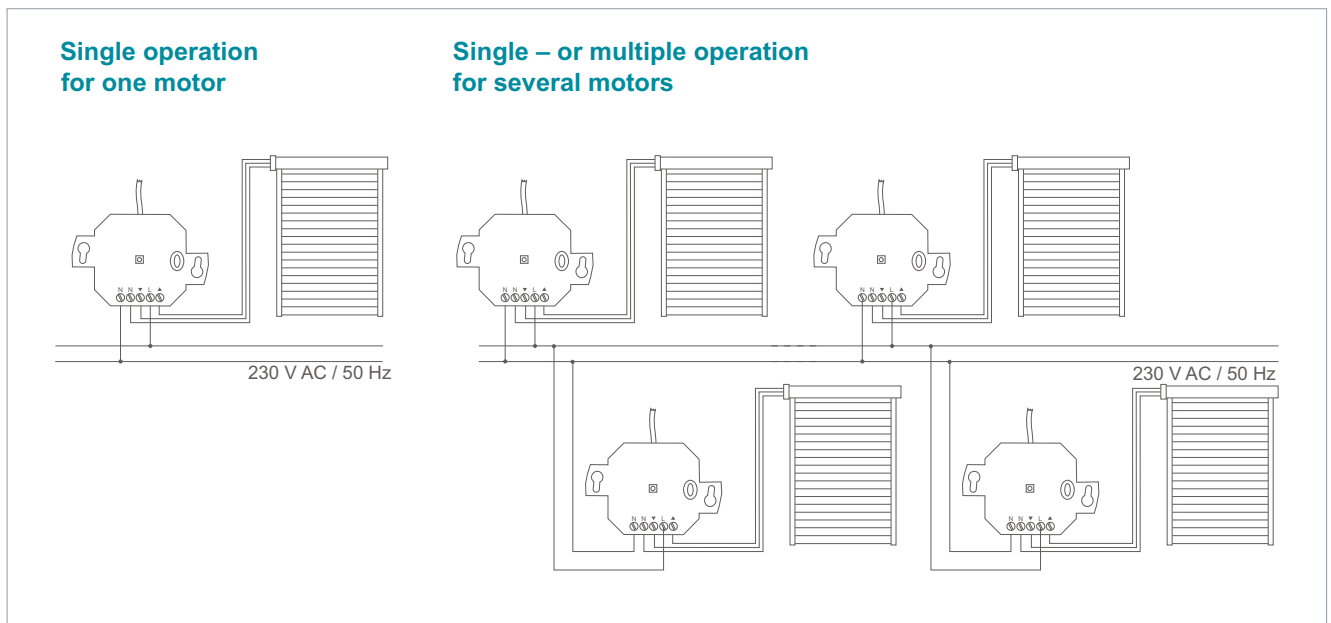 Single operation
for one motor
Single – or multiple operation
for several motors
N N ▼ L ▲
N N ▼ L ▲
N N ▼ L ▲
230 V AC / 50 Hz
230 V AC / 50 Hz
N N ▼ L ▲
N N ▼ L ▲